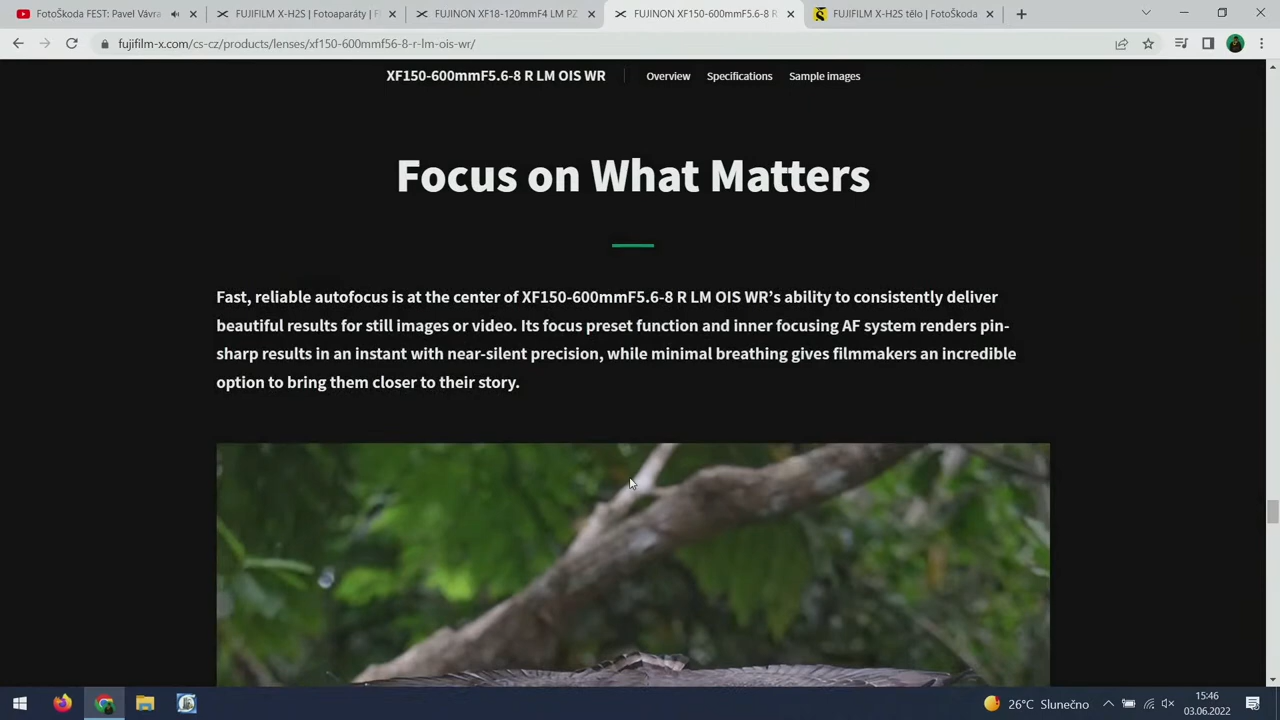 FotoŠkoda FEST: Pavel Vávra
FUJIFILM X-H2S | Fotoaparáty | F
FUJINON XF18-120mmF4 LM PZ
FUJINON XF150-600mmF5.6-8 R
FUJIFILM X-H2S tělo | FotoŠkoda
fujifilm-x.com/cs-cz/products/lenses/xf150-600mmf56-8-r-lm-ois-wr/
XF150-600mmF5.6-8 R LM OIS WR Overview Specifications Sample images
Focus on What Matters
Fast, reliable autofocus is at the center of XF150-600mmF5.6-8 R LM OIS WR’s ability to consistently deliver
beautiful results for still images or video. Its focus preset function and inner focusing AF system renders pin-
sharp results in an instant with near-silent precision, while minimal breathing gives filmmakers an incredible
option to bring them closer to their story.
26°C Slunečno
15:46
03.06.2022